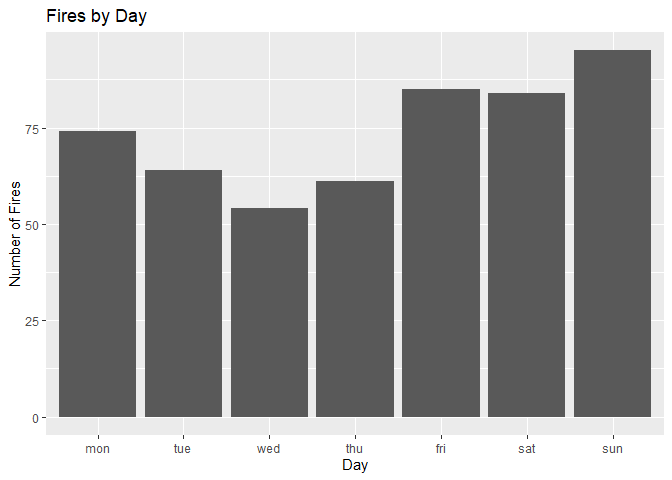 Fires by Day
Number of Fires
75
50
25
0
mon tue wed thu fri sat sun
Day